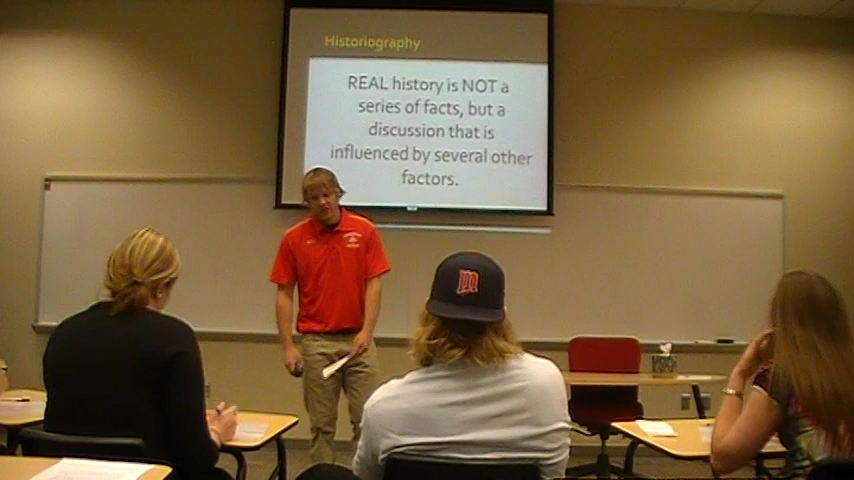 Historiography
REAL history is NOT a
series of facts, but a
discussion that is
influenced by several other
factors.
m